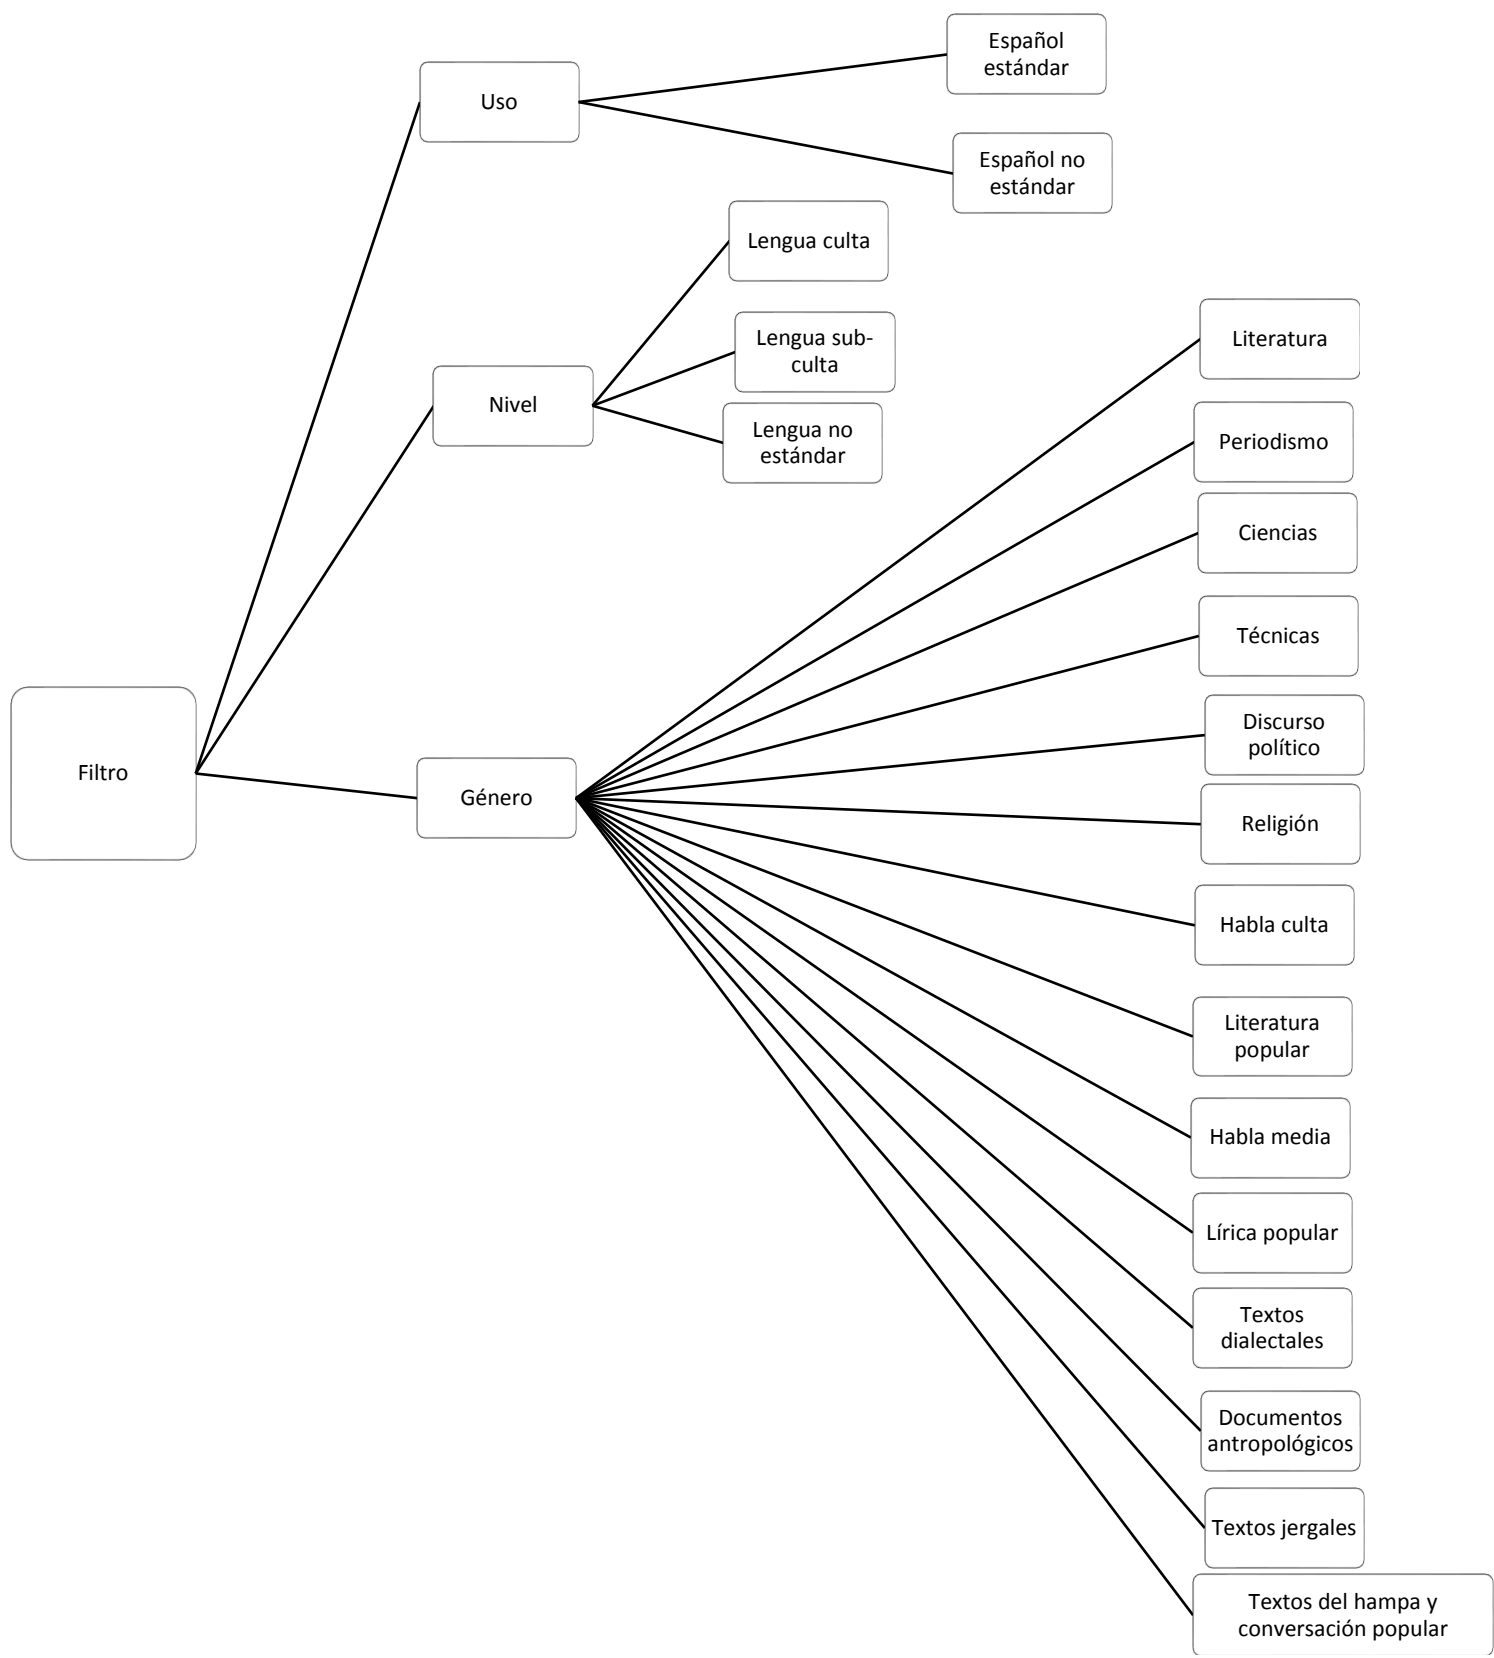 Español
estándar
Uso
Español no
estándar
Lengua culta
Lengua sub-
culta
Nivel
Lengua no
estándar
Literatura
Periodismo
Ciencias
Técnicas
Discurso
político
Filtro
Género
Religión
Habla culta
Literatura
popular
Habla media
Lírica popular
Textos
dialectales
Documentos
antropológicos
Textos jergales
Textos del hampa y
conversación popular